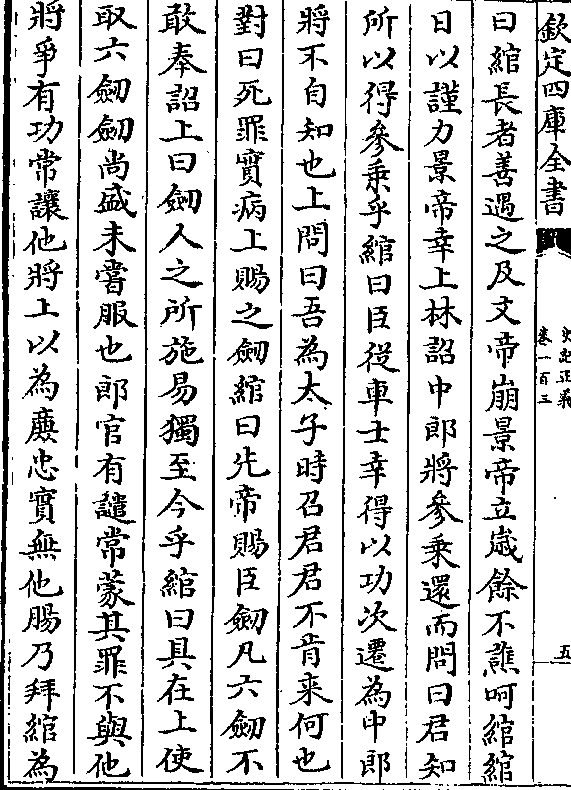 欽定四庫全書
史記正義
卷一百三
五
曰綰長者善遇之及文帝崩景帝立嵗餘不譙呵綰綰
日以謹力景帝幸上林詔中郎將參乗還而問曰君知
所以得參乗乎綰曰臣從車士幸得以功次遷為中郎
將不自知也上問曰吾為太子時召君君不肯来何也
對曰死罪實病上賜之劒綰曰先帝賜臣劒凡六劒不
敢奉詔上曰劒人之所施易獨至今乎綰曰具在上使
取六劒劒尚盛未嘗服也郎官有譴常蒙其罪不與他
將爭有功常讓他將上以為亷忠實無他腸乃拜綰為